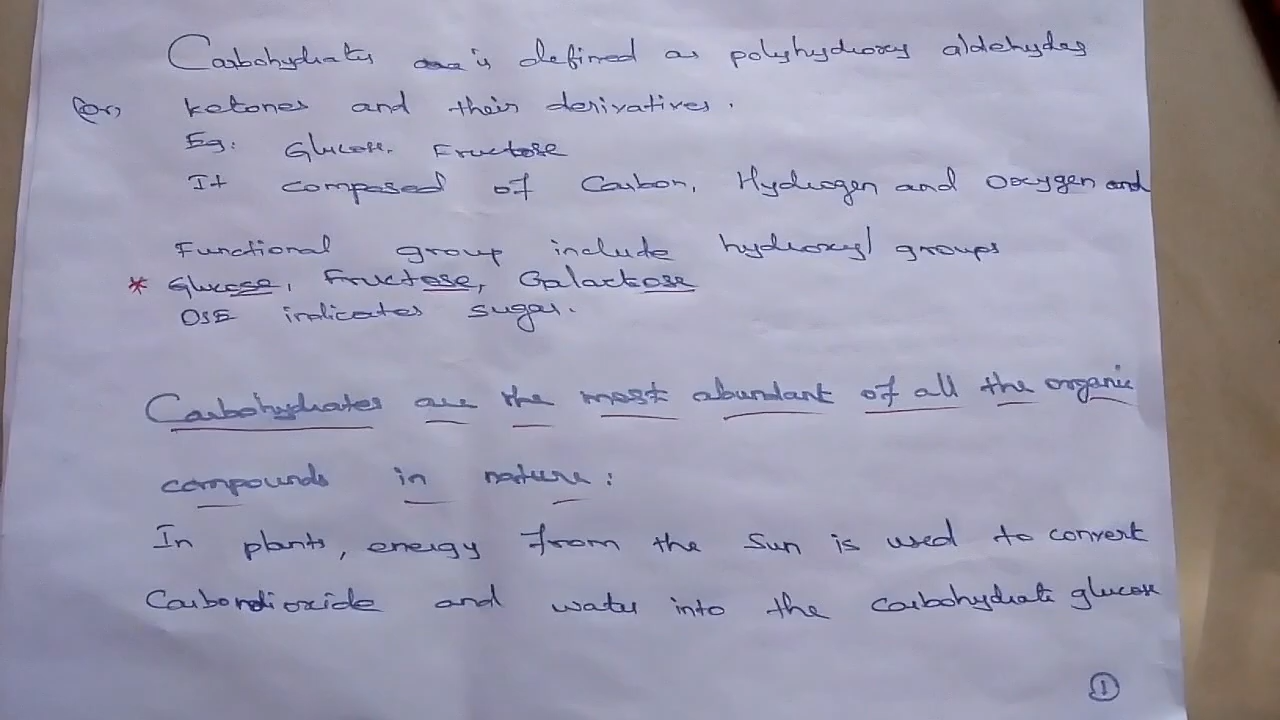 Carbohydrates is defined as polyhydroxy aldehydes
(or) ketones and their derivatives.
Eg: Glucose, Fructose
It composed of Carbon, Hydrogen and Oxygen and
Functional group include hydroxyl groups
* Glucose, Fructose, Galactose
OSE indicates sugar.
Carbohydrates are the most abundant of all the organic
compounds in nature:
In plants, energy from the Sun is used to convert
Carbondioxide and water into the carbohydrate glucose
1